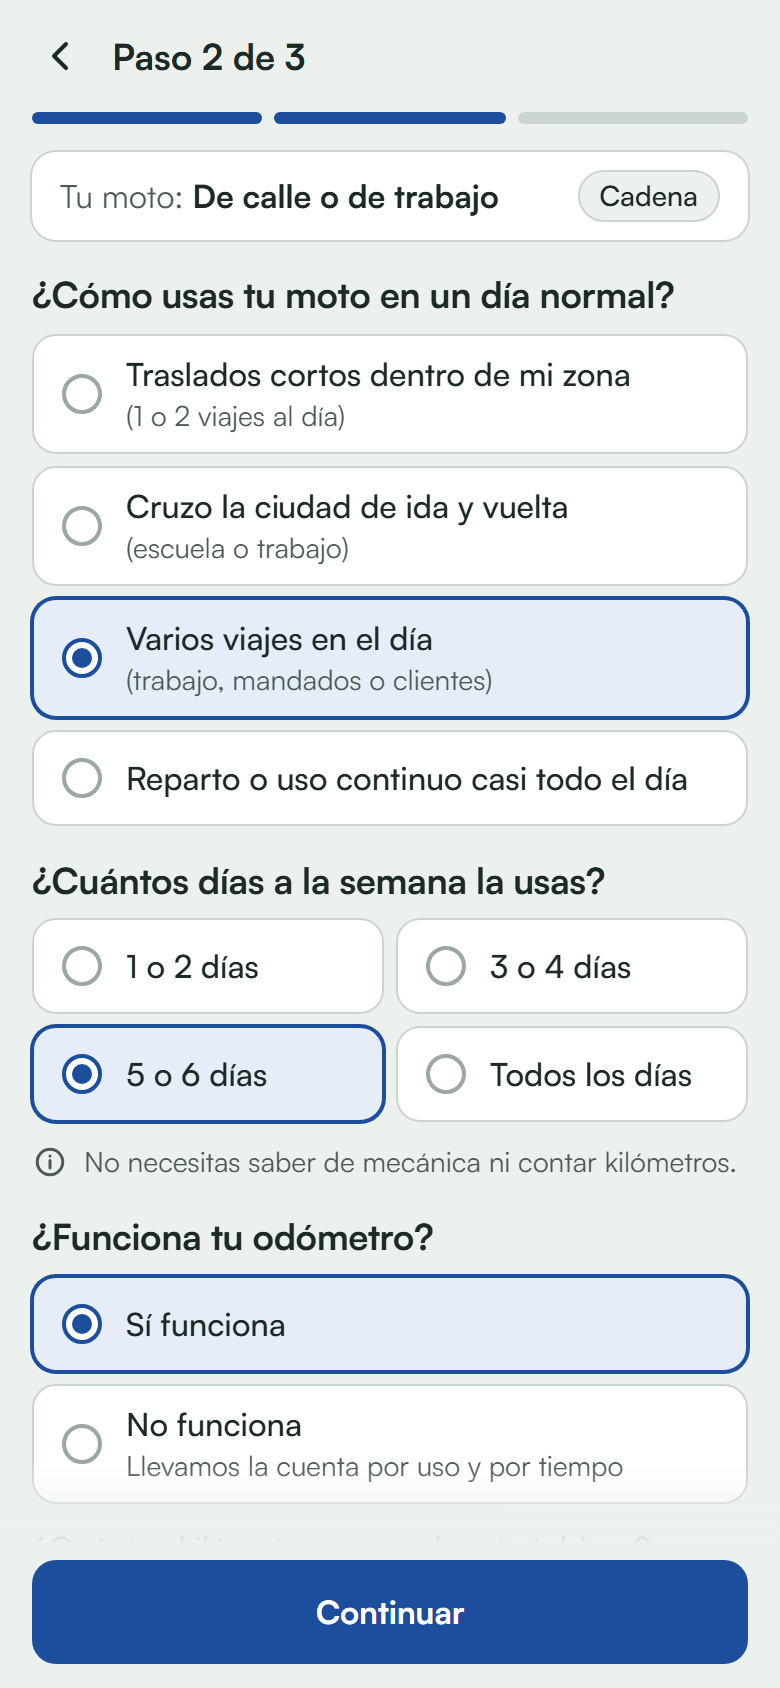 Paso 2 de 3
Tu moto: De calle o de trabajo
Cadena
¿Cómo usas tu moto en un día normal?
Traslados cortos dentro de mi zona
(1 o 2 viajes al día)
Cruzo la ciudad de ida y vuelta
(escuela o trabajo)
Varios viajes en el día
(trabajo, mandados o clientes)
Reparto o uso continuo casi todo el día
¿Cuántos días a la semana la usas?
1 o 2 días
3 o 4 días
5 o 6 días
Todos los días
No necesitas saber de mecánica ni contar kilómetros.
¿Funciona tu odómetro?
Sí funciona
No funciona
Llevamos la cuenta por uso y por tiempo
Continuar